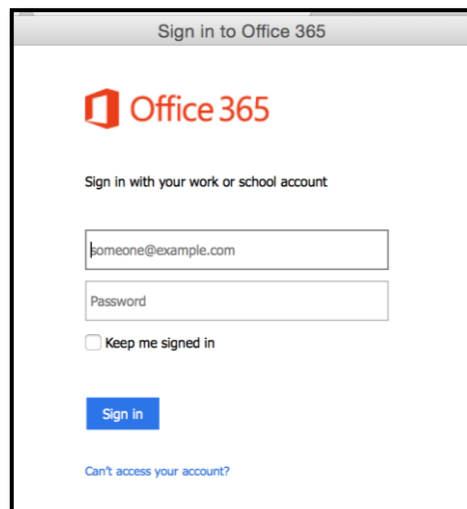 Sign in to Office 365
Office 365
Sign in with your work or school account
someone@example.com
Password
Keep me signed in
Sign in
Can't access your account?